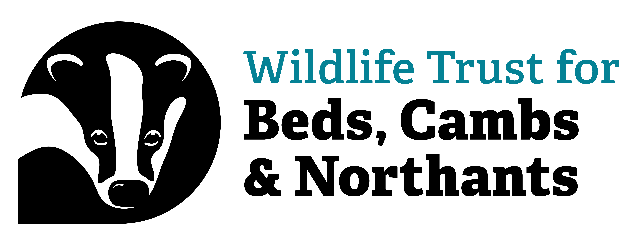 Wildlife Trust for
Beds, Cambs
& Northants